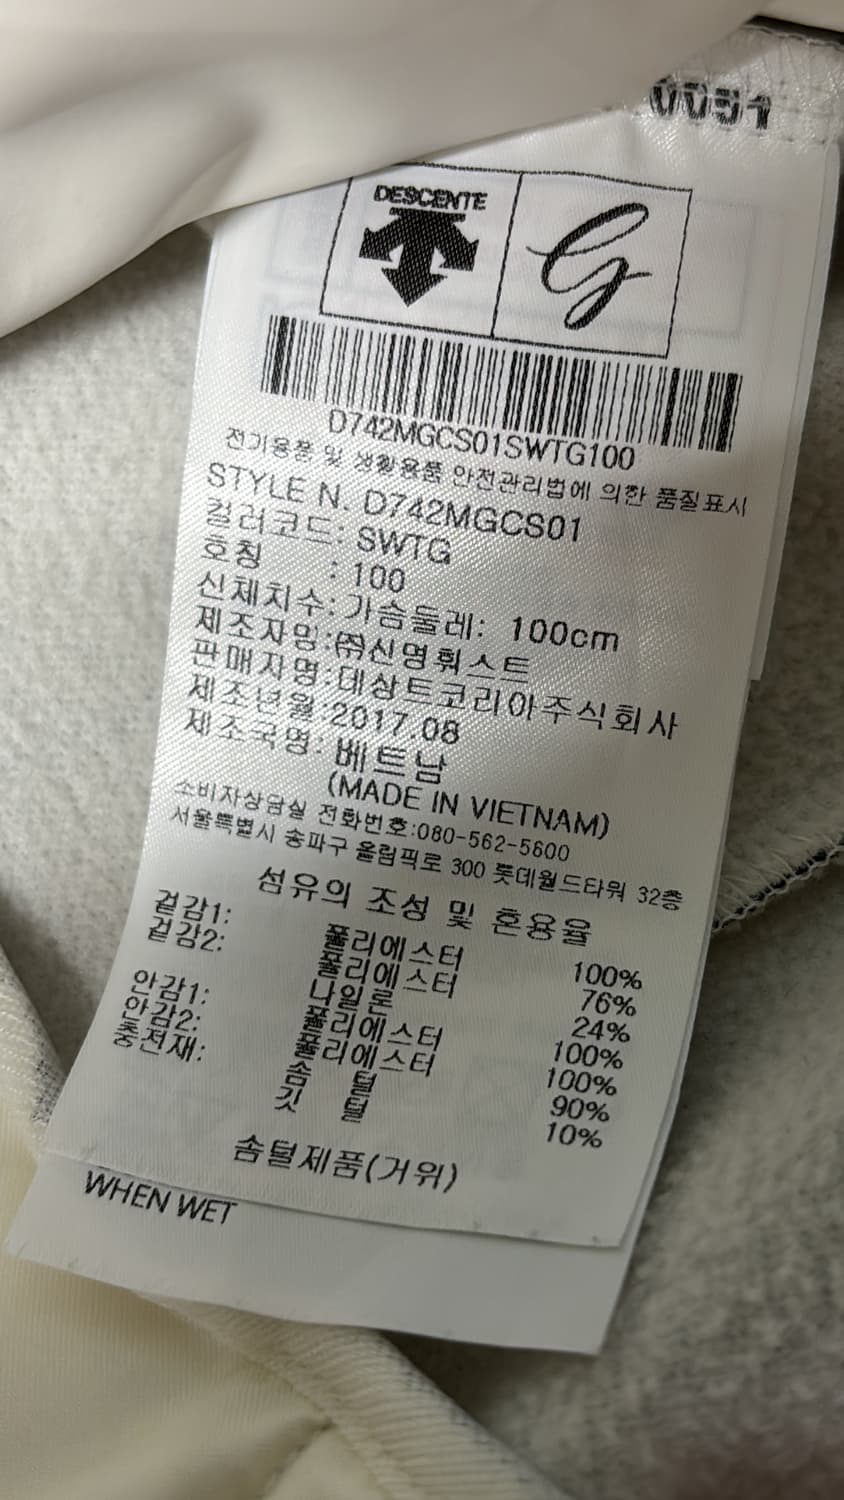 0051
DESCENTE
G
D742MGCS01SWTG100
전기용품 및 생활용품 안전관리법에 의한 품질표시
STYLE N. D742MGCS01
컬러코드: SWTG
호칭 : 100
신체치수: 가슴둘레: 100cm
제조자명:㈜신명훠스트
판매자명:데상트코리아주식회사
제조년월:2017.08
제조국명: 베트남
(MADE IN VIETNAM)
소비자상담실 전화번호:080-562-5600
서울특별시 송파구 올림픽로 300 롯데월드타워 32층
섬유의 조성 및 혼용율
겉감1: 폴리에스터 100%
겉감2: 폴리에스터 76%
나일론 24%
안감1: 폴리에스터 100%
안감2: 폴리에스터 100%
충전재: 솜 털 90%
깃 털 10%
솜털제품(거위)
WHEN WET